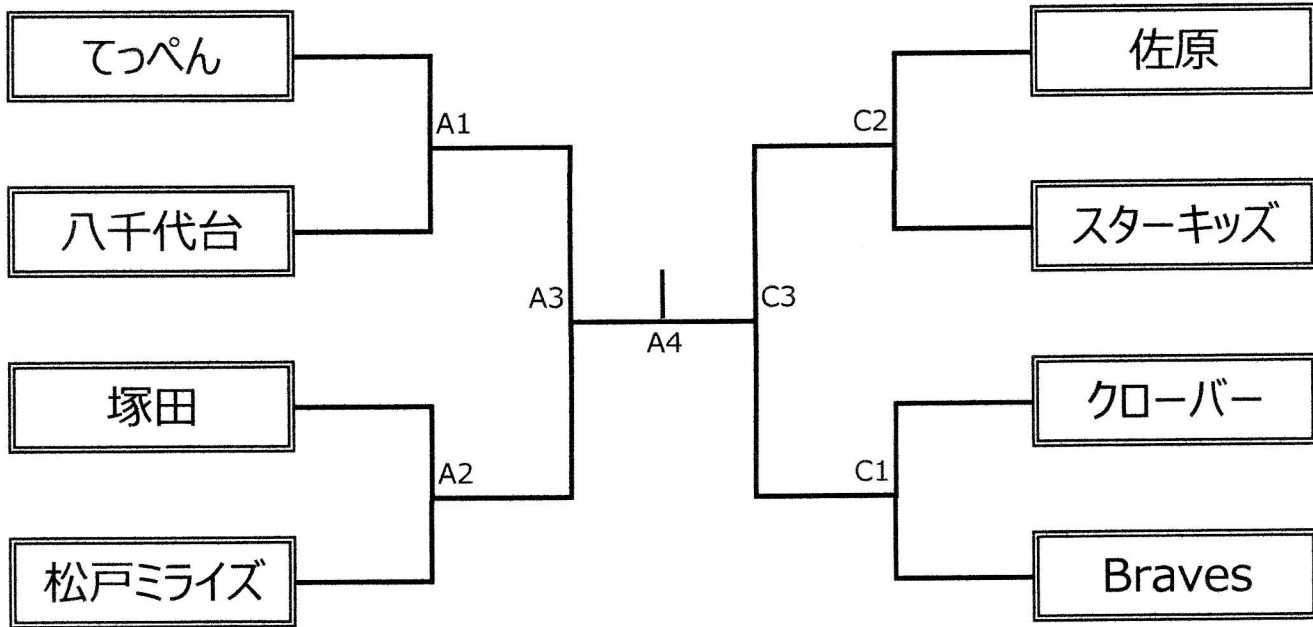 てっぺん
佐原
A1
C2
八千代台
スターキッズ
A3
C3
A4
塚田
クローバー
A2
C1
松戸ミライズ
Braves